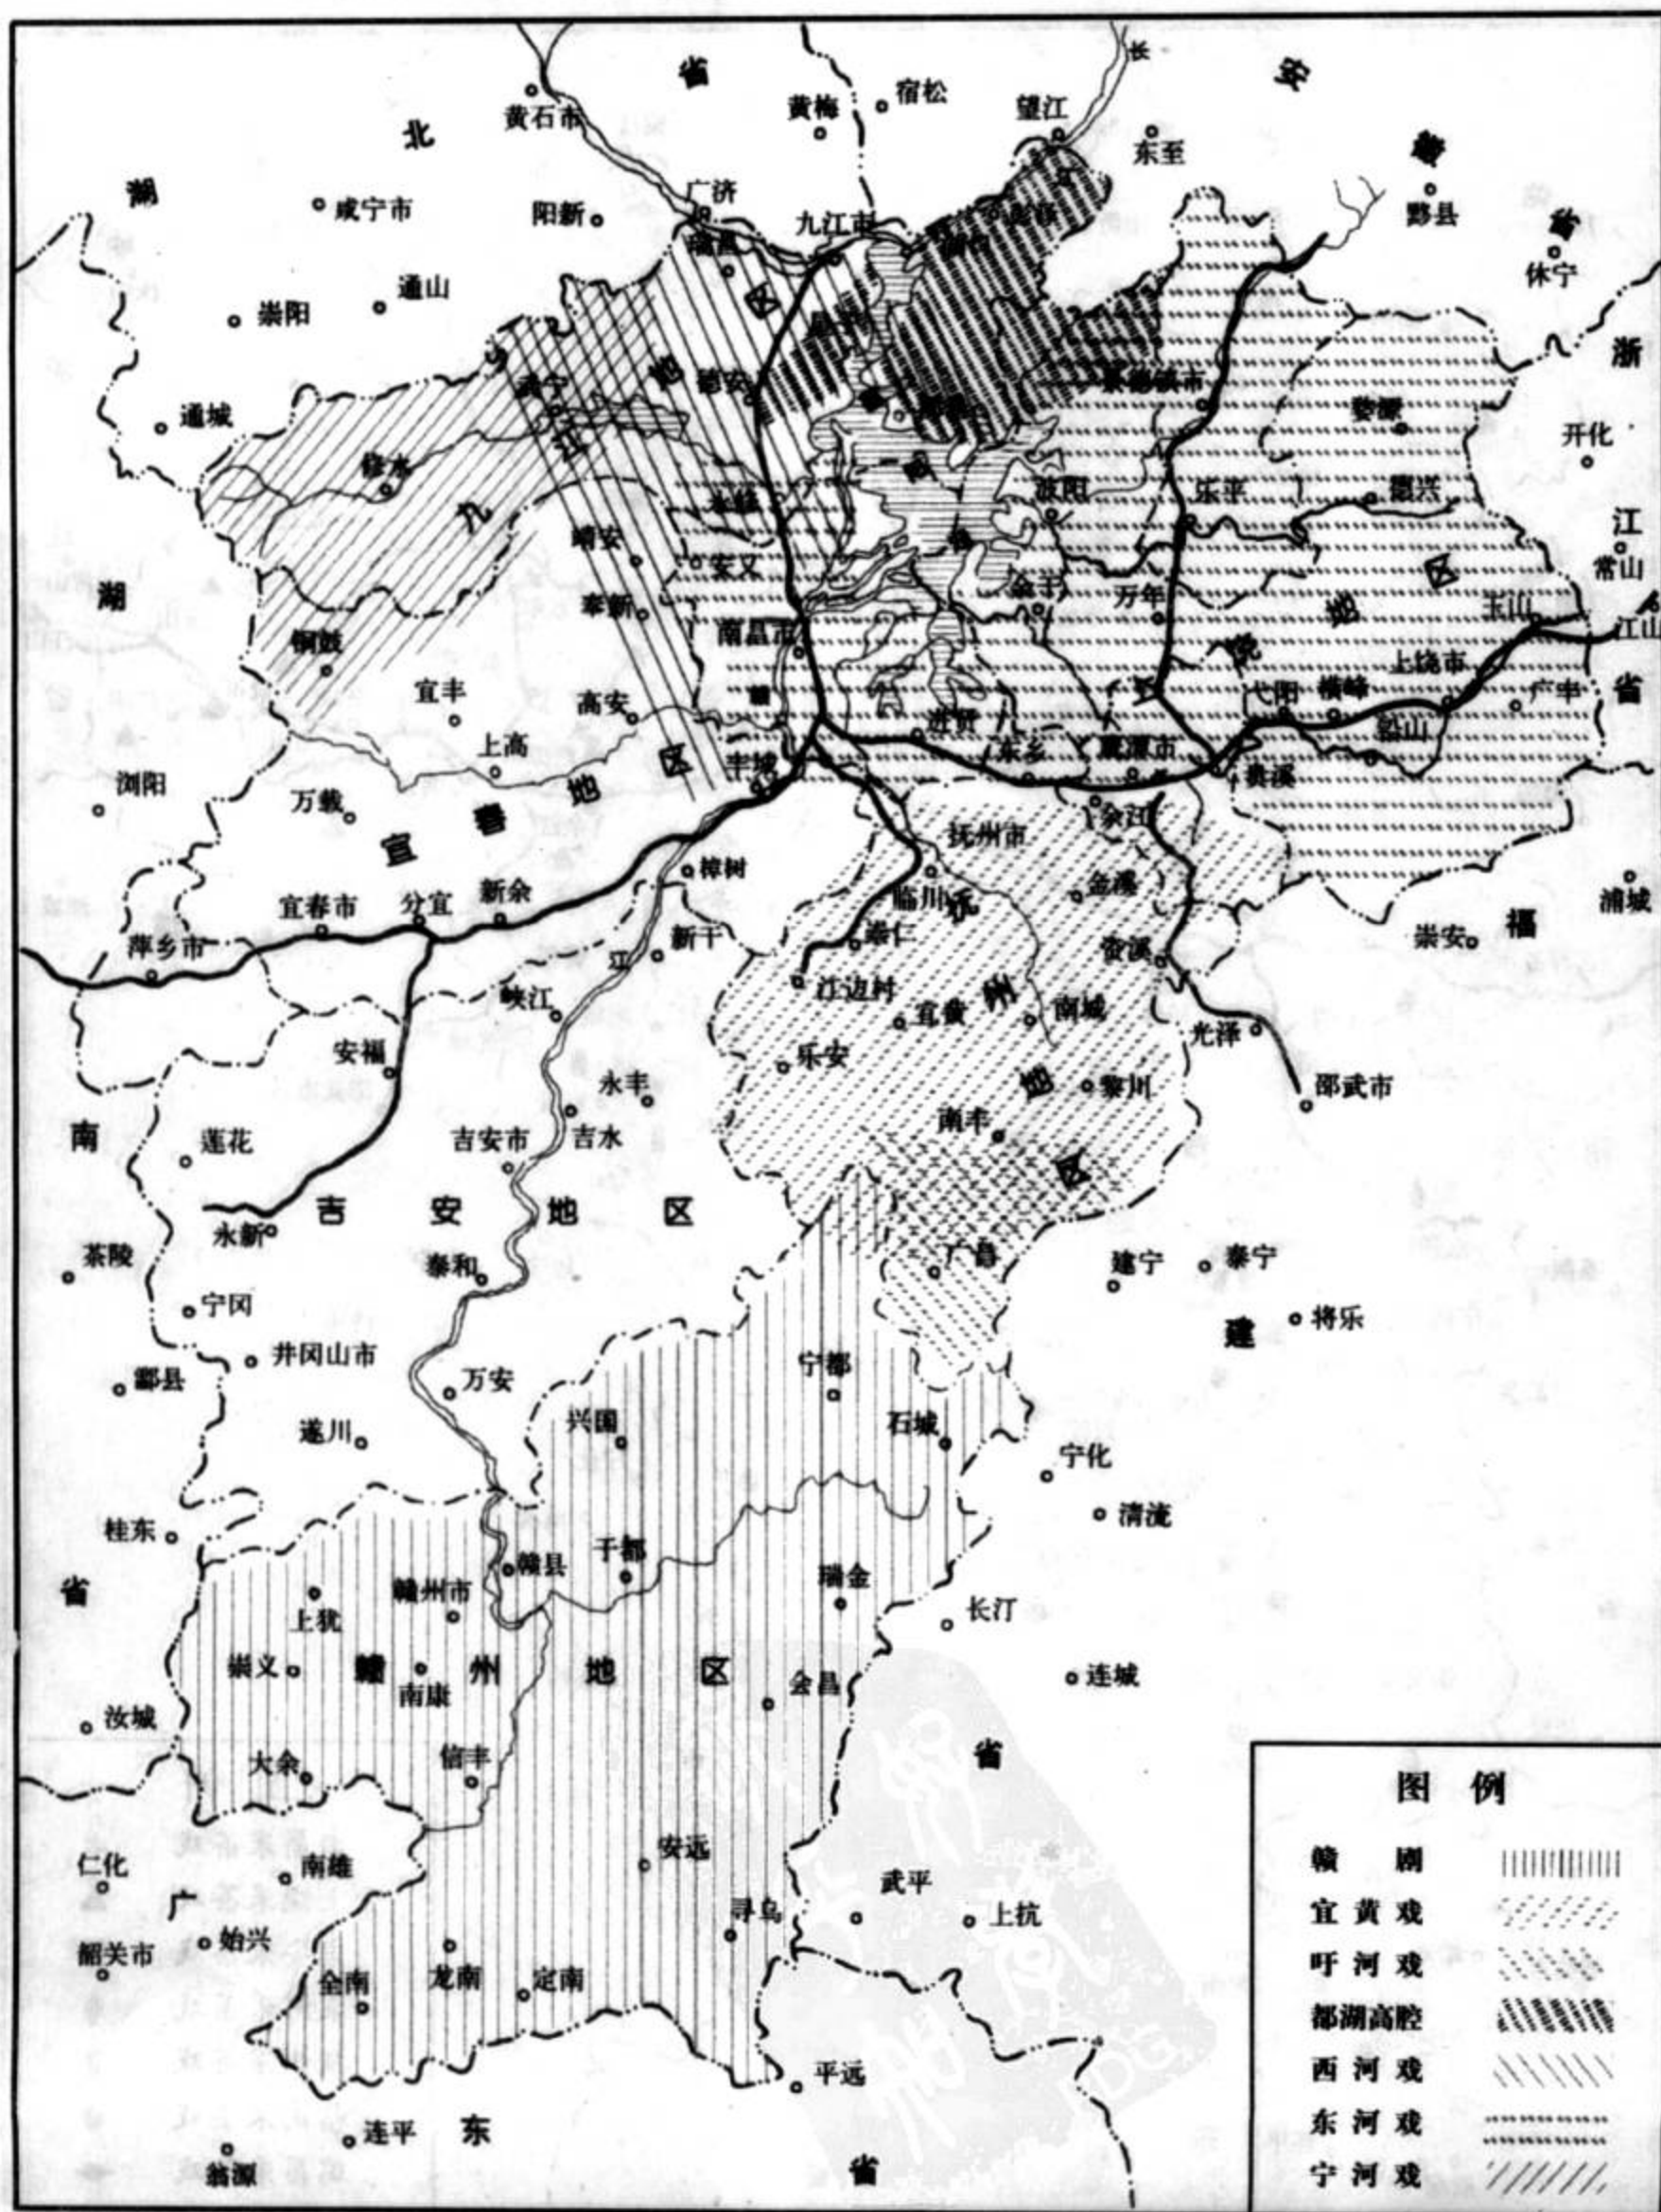 省
长
安
黄石市
黄梅
宿松
望江
北
东至
徽
湖
咸宁市
阳新
广济
九江市
黟县
瑞昌
彭泽
休宁
崇阳
通山
区
浙
地
武宁
德安
景德镇市
婺源
通城
开化
江
修水
九
永修
波阳
乐平
德兴
江
靖安
安义
常山
湖
奉新
余干
万年
区
地
玉山
江山
铜鼓
南昌市
饶
上饶市
宜丰
高安
赣
弋阳
横峰
广丰
省
上
上高
区
进贤
东乡
鹰潭市
铅山
浏阳
万载
地
丰城
贵溪
春
宜
抚州市
余江
樟树
宜春市
分宜
新余
临川
抚
金溪
浦城
萍乡市
新干
崇仁
资溪
崇安
福
江
峡江
江边村
宜黄
州
南城
光泽
安福
乐安
永丰
地
黎川
邵武市
南
莲花
吉安市
吉水
南丰
区
吉 安 地 区
永新
茶陵
泰和
广昌
建宁
泰宁
宁冈
将乐
建
井冈山市
宁都
酃县
万安
兴国
石城
遂川
宁化
桂东
清流
赣县
于都
省
上犹
赣州市
瑞金
长汀
崇义
赣 州 地 区
南康
会昌
连城
汝城
大余
信丰
省
仁化
南雄
安远
武平
广
寻乌
上抗
韶关市
始兴
全南
龙南
定南
平远
连平
东
翁源
省
图 例
赣 剧
宜 黄 戏
吁 河 戏
都湖高腔
西 河 戏
东 河 戏
宁 河 戏